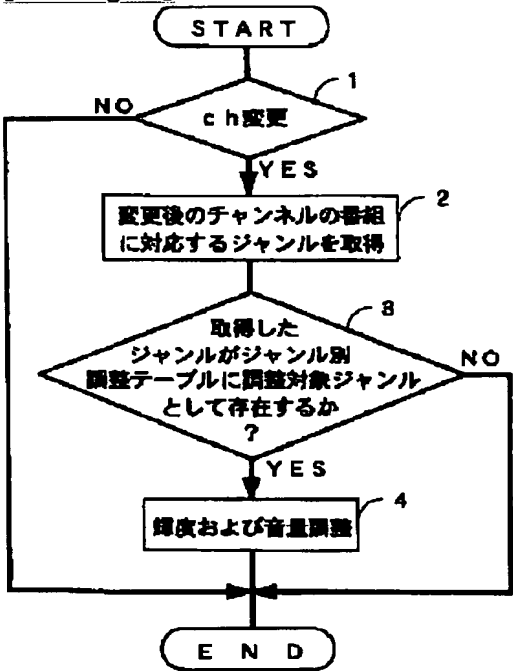 START
1
ch変更
NO
YES
2
変更後のチャンネルの番組
に対応するジャンルを取得
3
取得した
ジャンルがジャンル別
調整テーブルに調整対象ジャンル
として存在するか
?
NO
YES
4
輝度および音量調整
END